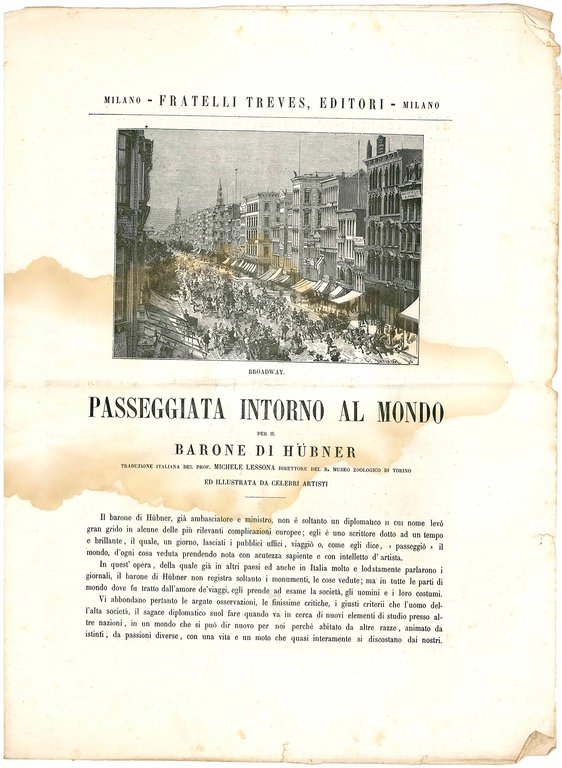 MILANO - FRATELLI TREVES, EDITORI - MILANO
BROADWAY.
PASSEGGIATA INTORNO AL MONDO
PER IL
BARONE DI HÜBNER
TRADUZIONE ITALIANA DEL PROF. MICHELE LESSONA DIRETTORE DEL R. MUSEO ZOOLOGICO DI TORINO
ED ILLUSTRATA DA CELEBRI ARTISTI
Il barone di Hübner, già ambasciatore e ministro, non è soltanto un diplomatico il cui nome levò
gran grido in alcune delle più rilevanti complicazioni europee; egli è uno scrittore dotto ad un tempo
e brillante, il quale, un giorno, lasciati i pubblici uffici, viaggiò o, come egli dice, « passeggiò » il
mondo, d'ogni cosa veduta prendendo nota con acutezza sapiente e con intelletto d'artista.
In quest'opera, della quale già in altri paesi ed anche in Italia molto e lodatamente parlarono i
giornali, il barone di Hübner non registra soltanto i monumenti, le cose vedute; ma in tutte le parti di
mondo dove fu tratto dall'amore de'viaggi, egli prende ad esame la società, gli uomini e i loro costumi.
Vi abbondano pertanto le argute osservazioni, le finissime critiche, i giusti criterii che l'uomo del-
l'alta società, il sagace diplomatico suol fare quando va in cerca di nuovi elementi di studio presso al-
tre nazioni, in un mondo che si può dir nuovo per noi perchè abitato da altre razze, animato da
istinti, da passioni diverse, con una vita e un moto che quasi interamente si discostano dai nostri.